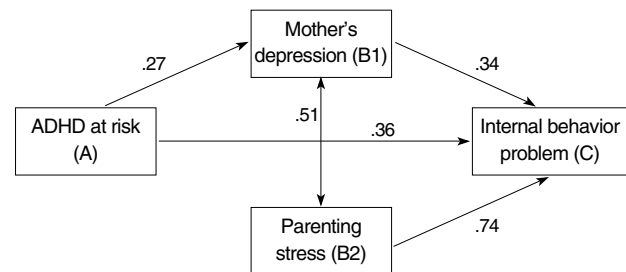 Mother's
depression (B1)
.27
.34
ADHD at risk
(A)
.51
.36
Internal behavior
problem (C)
Parenting
stress (B2)
.74